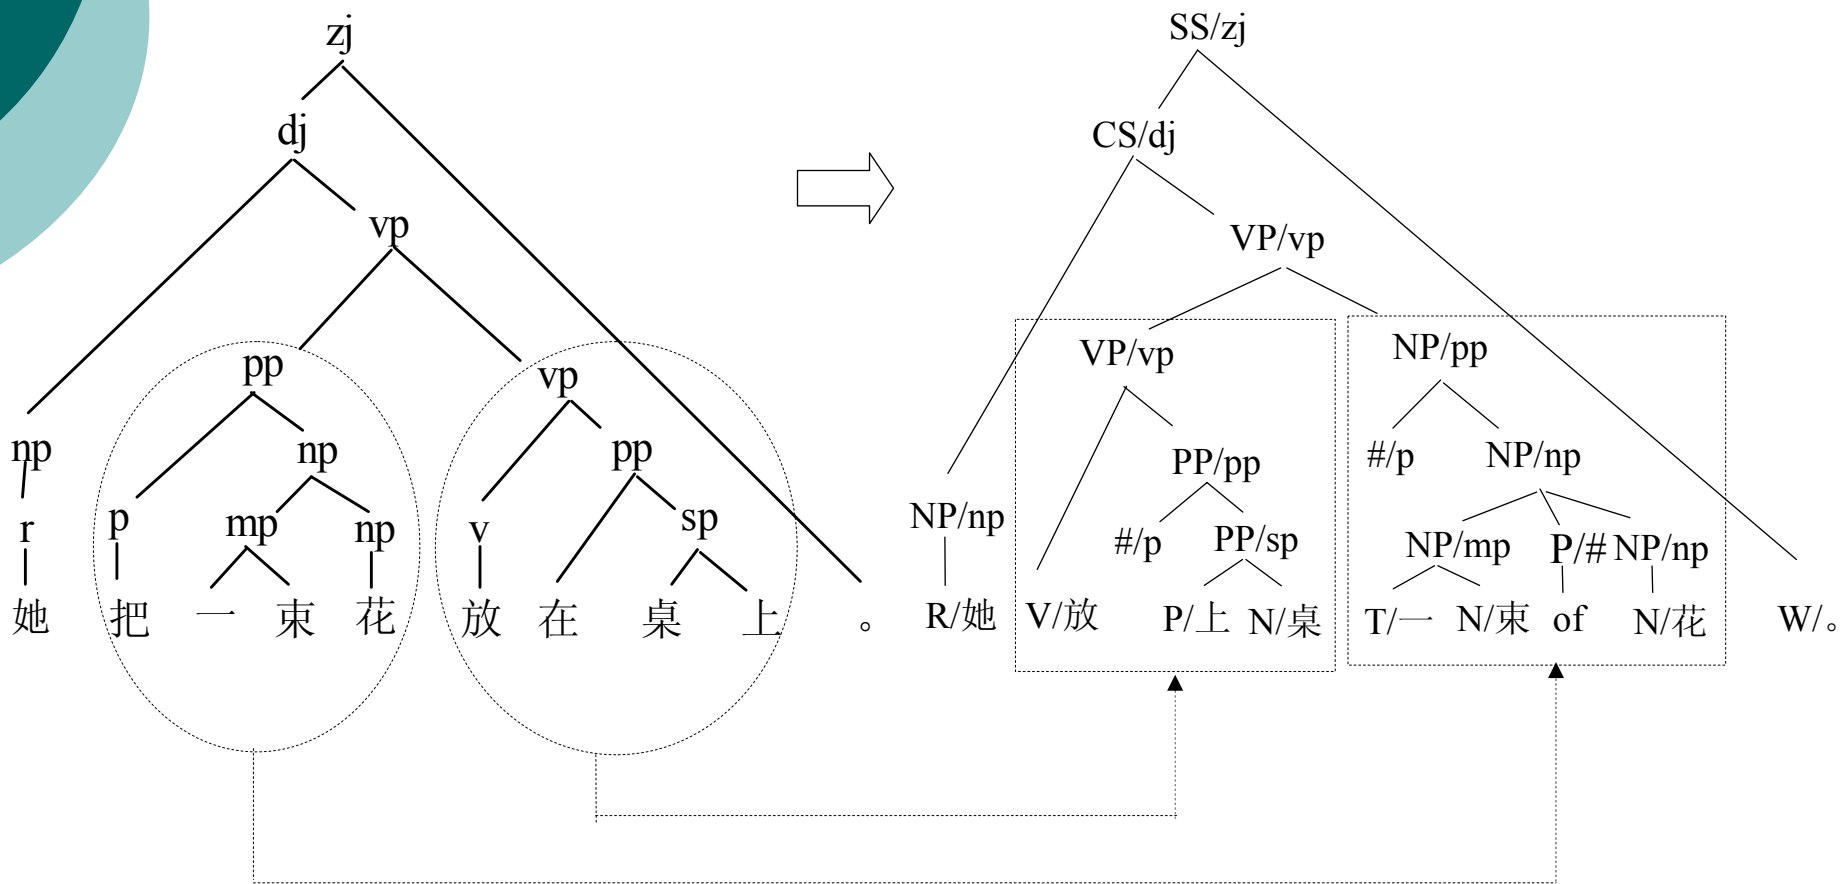 zj
dj
vp
pp vp
np np pp
r p mp np v sp
她 把 一 束 花 放 在 桌 上 。
SS/zj
CS/dj
VP/vp
VP/vp NP/pp
PP/pp #/p NP/np
NP/np #/p PP/sp NP/mp P/# NP/np
R/她 V/放 P/上 N/桌 T/一 N/束 of N/花 W/。